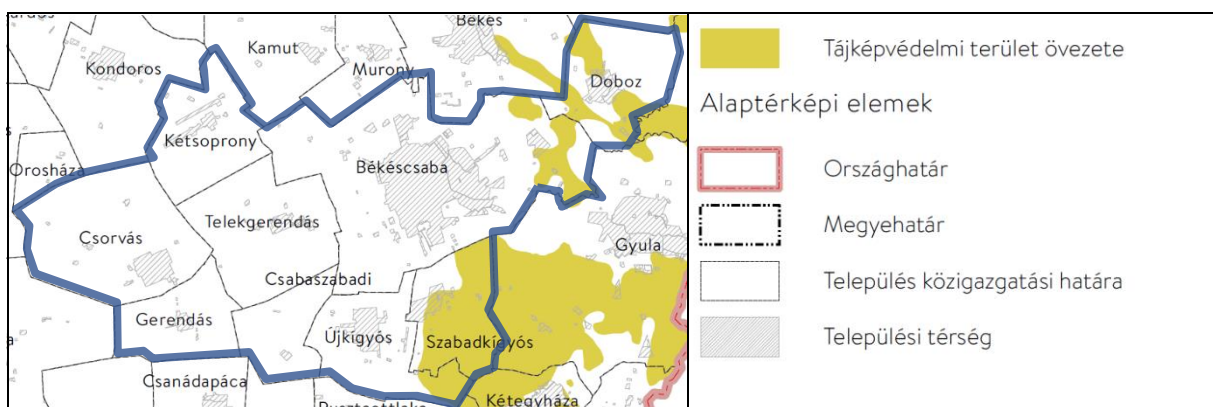 Békés
Kamut
Kondoros
Murony
Doboz
Kétsoprony
Orosháza
Békéscsaba
Telekgerendás
Csorvás
Gyula
Csabaszabadi
Gerendás
Újkígyós
Szabadkígyós
Csanádapáca
Kétegyháza
Tájképvédelmi terület övezete
Alaptérképi elemek
Országhatár
Megyehatár
Település közigazgatási határa
Települési térség